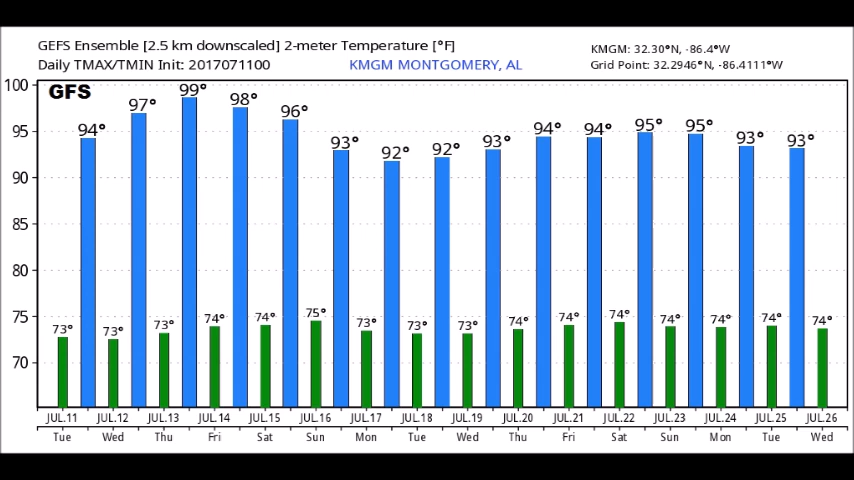 GEFS Ensemble [2.5 km downscaled] 2-meter Temperature [°F]
Daily TMAX/TMIN Init: 2017071100
KMGM MONTGOMERY, AL
KMGM: 32.30°N, -86.4°W
Grid Point: 32.2946°N, -86.4111°W
GFS
100
95
90
85
80
75
70
94° 97° 99° 98° 96° 93° 92° 92° 93° 94° 94° 95° 95° 93° 93°
73° 73° 73° 74° 74° 75° 73° 73° 73° 74° 74° 74° 74° 74° 74° 74°
JUL.11 JUL.12 JUL.13 JUL.14 JUL.15 JUL.16 JUL.17 JUL.18 JUL.19 JUL.20 JUL.21 JUL.22 JUL.23 JUL.24 JUL.25 JUL.26
Tue Wed Thu Fri Sat Sun Mon Tue Wed Thu Fri Sat Sun Mon Tue Wed